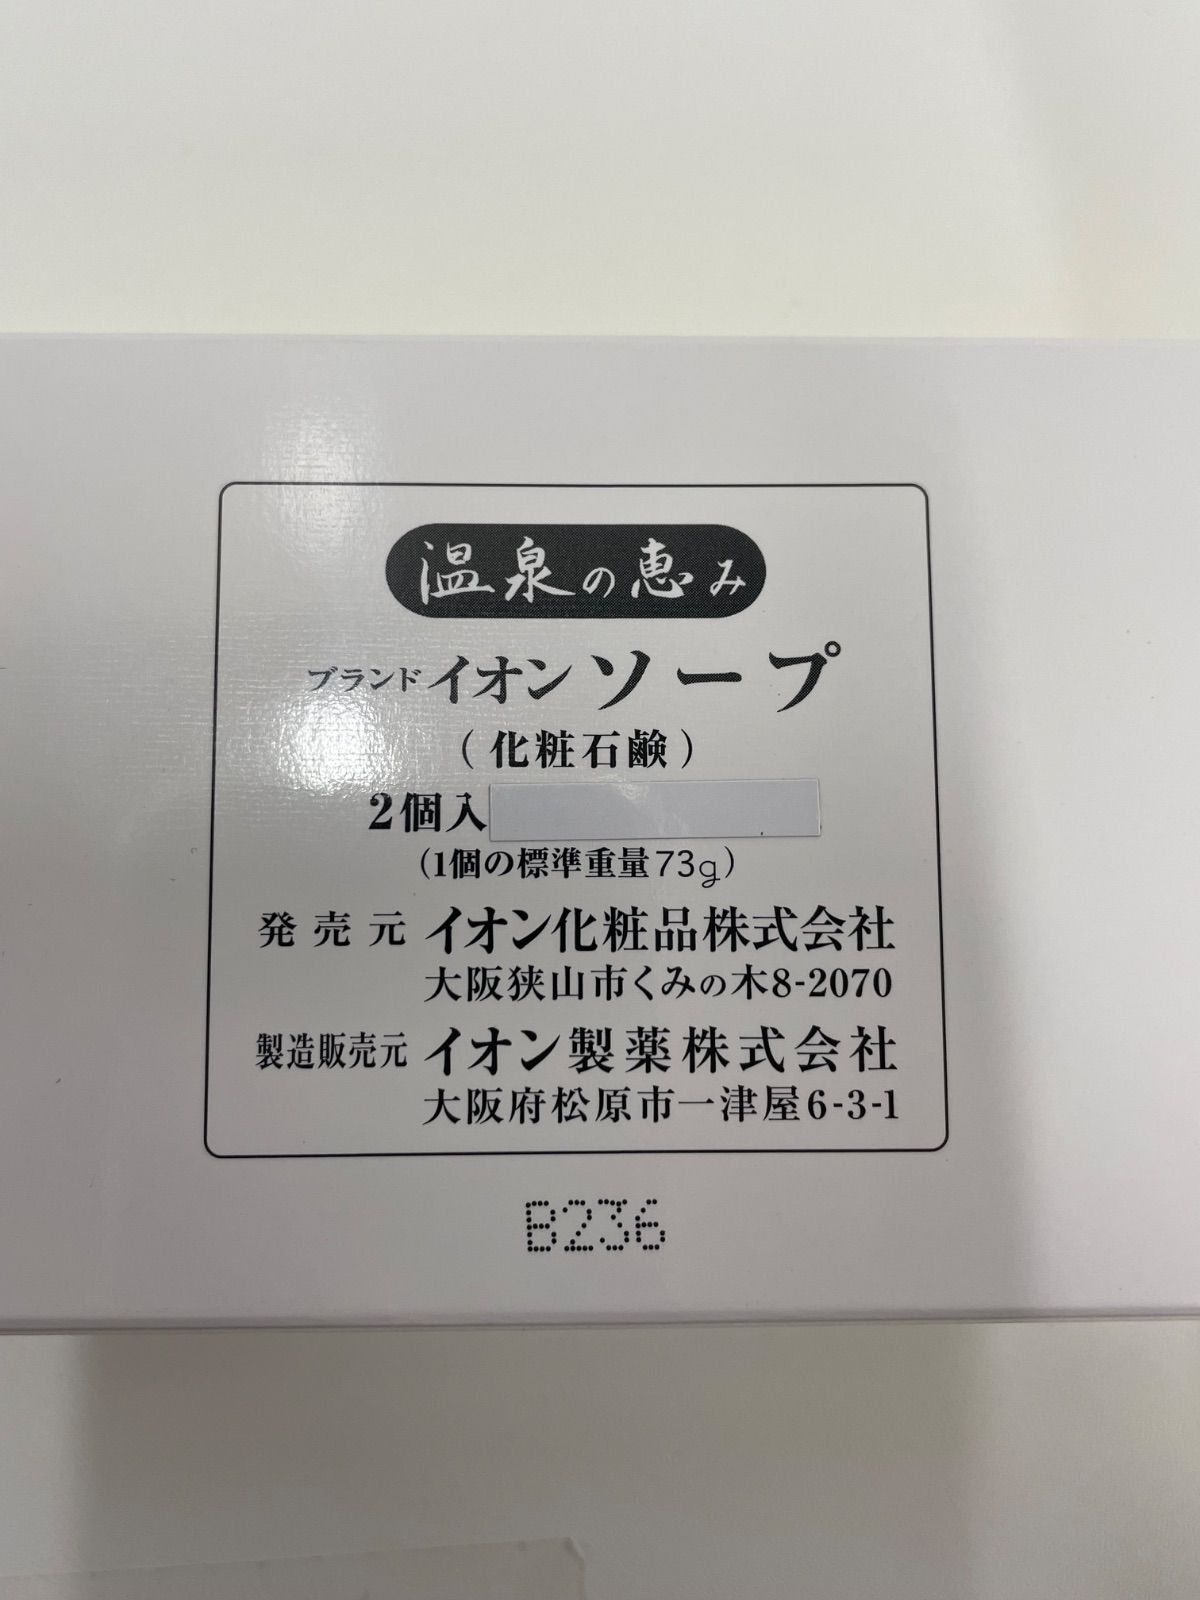 温泉の恵み
ブランドイオンソープ
(化粧石鹸)
2個入
(1個の標準重量73g)
発売元 イオン化粧品株式会社
大阪狭山市くみの木8-2070
製造販売元 イオン製薬株式会社
大阪府松原市一津屋6-3-1
B236